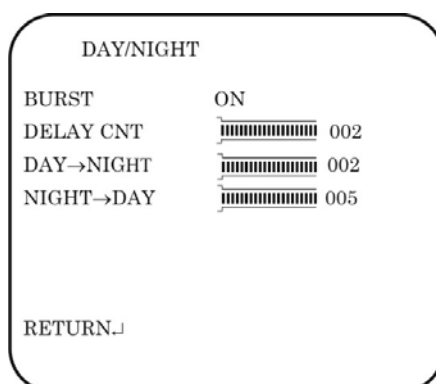 DAY/NIGHT
BURST ON
DELAY CNT 002
DAY→NIGHT 002
NIGHT→DAY 005
RETURN↵